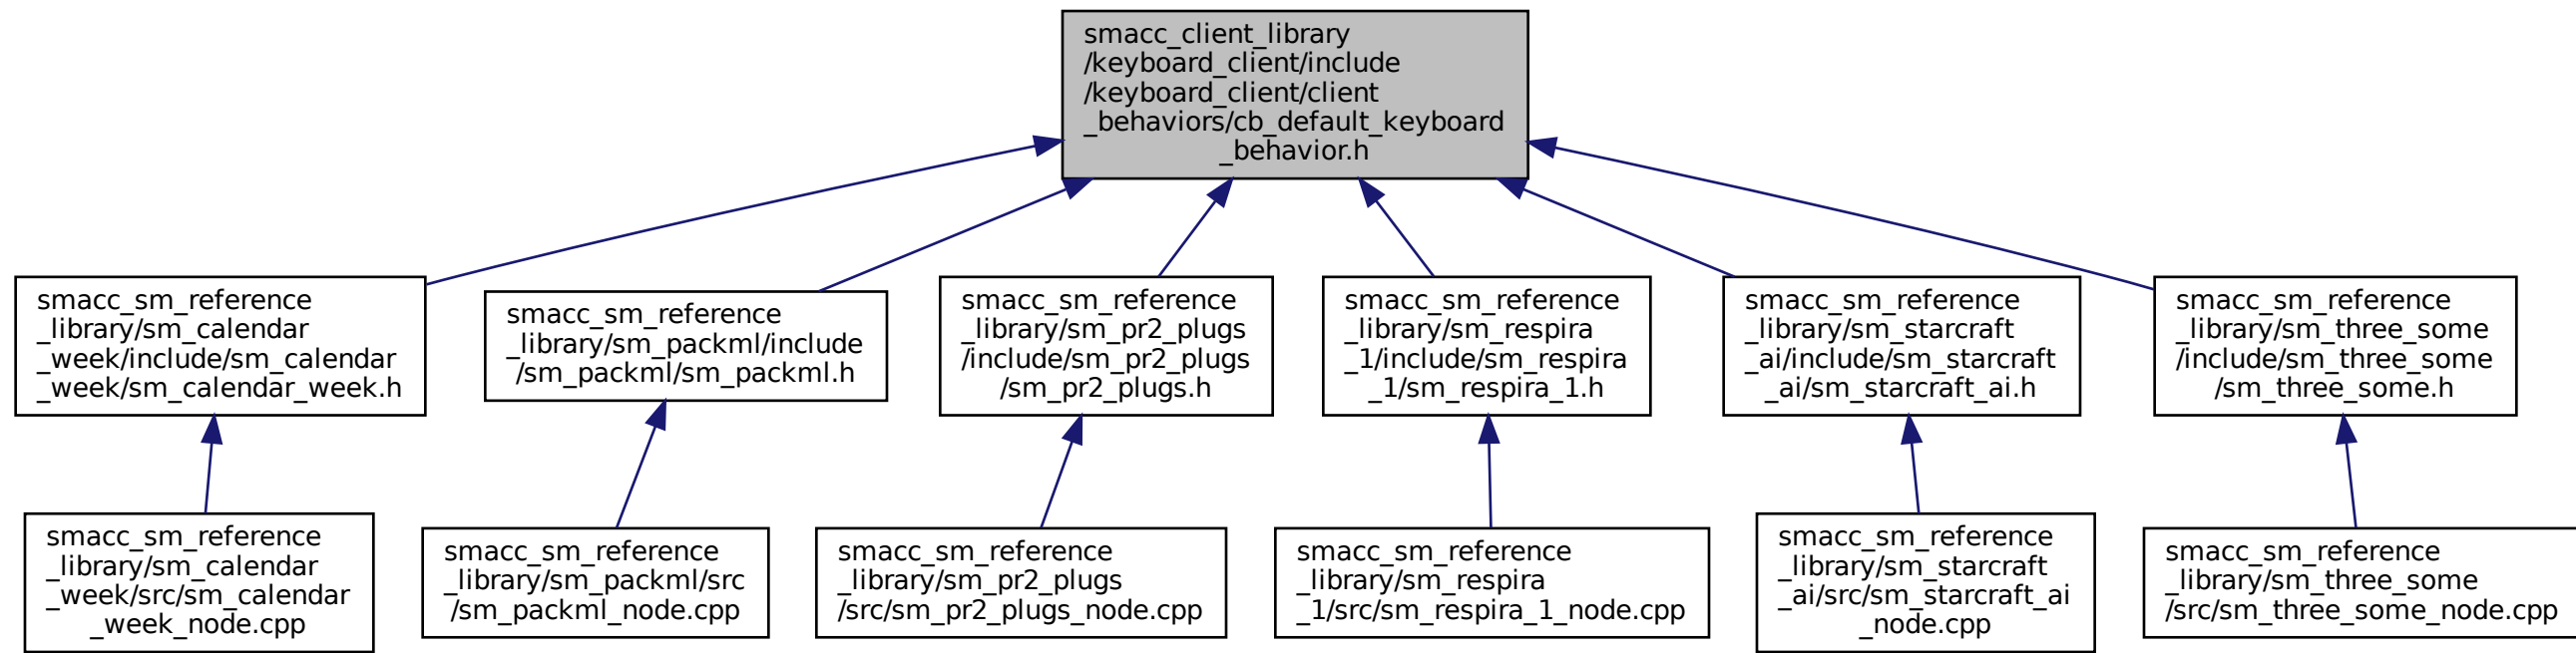 smacc_client_library
/keyboard_client/include
/keyboard_client/client
_behaviors/cb_default_keyboard
_behavior.h
smacc_sm_reference
_library/sm_calendar
_week/include/sm_calendar
_week/sm_calendar_week.h
smacc_sm_reference
_library/sm_packml/include
/sm_packml/sm_packml.h
smacc_sm_reference
_library/sm_pr2_plugs
/include/sm_pr2_plugs
/sm_pr2_plugs.h
smacc_sm_reference
_library/sm_respira
_1/include/sm_respira
_1/sm_respira_1.h
smacc_sm_reference
_library/sm_starcraft
_ai/include/sm_starcraft
_ai/sm_starcraft_ai.h
smacc_sm_reference
_library/sm_three_some
/include/sm_three_some
/sm_three_some.h
smacc_sm_reference
_library/sm_calendar
_week/src/sm_calendar
_week_node.cpp
smacc_sm_reference
_library/sm_packml/src
/sm_packml_node.cpp
smacc_sm_reference
_library/sm_pr2_plugs
/src/sm_pr2_plugs_node.cpp
smacc_sm_reference
_library/sm_respira
_1/src/sm_respira_1_node.cpp
smacc_sm_reference
_library/sm_starcraft
_ai/src/sm_starcraft_ai
_node.cpp
smacc_sm_reference
_library/sm_three_some
/src/sm_three_some_node.cpp